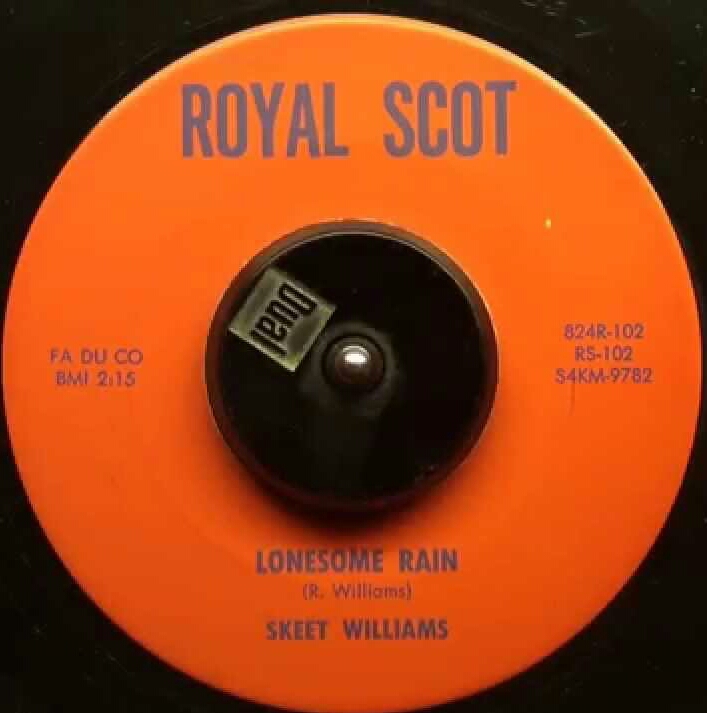 ROYAL SCOT
Dual
FA DU CO
BMI 2:15
824R-102
RS-102
S4KM-9782
LONESOME RAIN
(R. Williams)
SKEET WILLIAMS